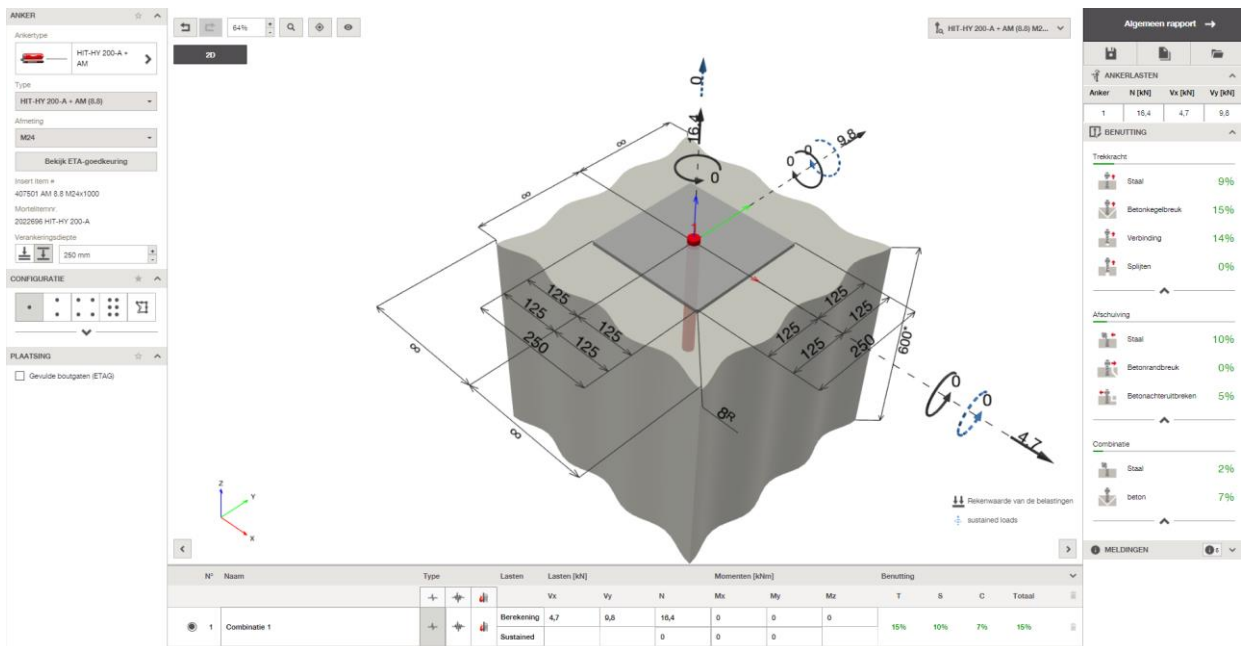 ANKER
Ankertype
HIT-HY 200-A +
AM
Type
HIT-HY 200-A + AM (8.8)
Afmeting
M24
Bekijk ETA-goedkeuring
Insert item #
407501 AM 8.8 M24x1000
Mortelitemnr.
2022696 HIT-HY 200-A
Verankeringsdiepte
250 mm
CONFIGURATIE
PLAATSING
Gevulde boutgaten (ETAG)
64%
2D
HIT-HY 200-A + AM (8.8) M2...
Ω
16,4
0
9,8
0
0
∞
∞
1
125
125
125
125
250
125
125
125
125
250
600*
∞
∞
8R
0
0
4,7
Z
Y
X
Rekenwaarde van de belastingen
sustained loads
Algemeen rapport →
ANKERLASTEN
Anker N [kN] Vx [kN] Vy [kN]
1 16,4 4,7 9,8
BENUTTING
Trekkracht
Staal 9%
Betonkegelbreuk 15%
Verbinding 14%
Splijten 0%
Afschuiving
Staal 10%
Betonrandbreuk 0%
Betonachteruitbreken 5%
Combinatie
Staal 2%
beton 7%
MELDINGEN
N° Naam Type Lasten Lasten [kN] Momenten [kNm] Benutting
Vx Vy N Mx My Mz T S C Totaal
1 Combinatie 1 Berekening 4,7 9,8 16,4 0 0 0 15% 10% 7% 15%
Sustained 0 0 0